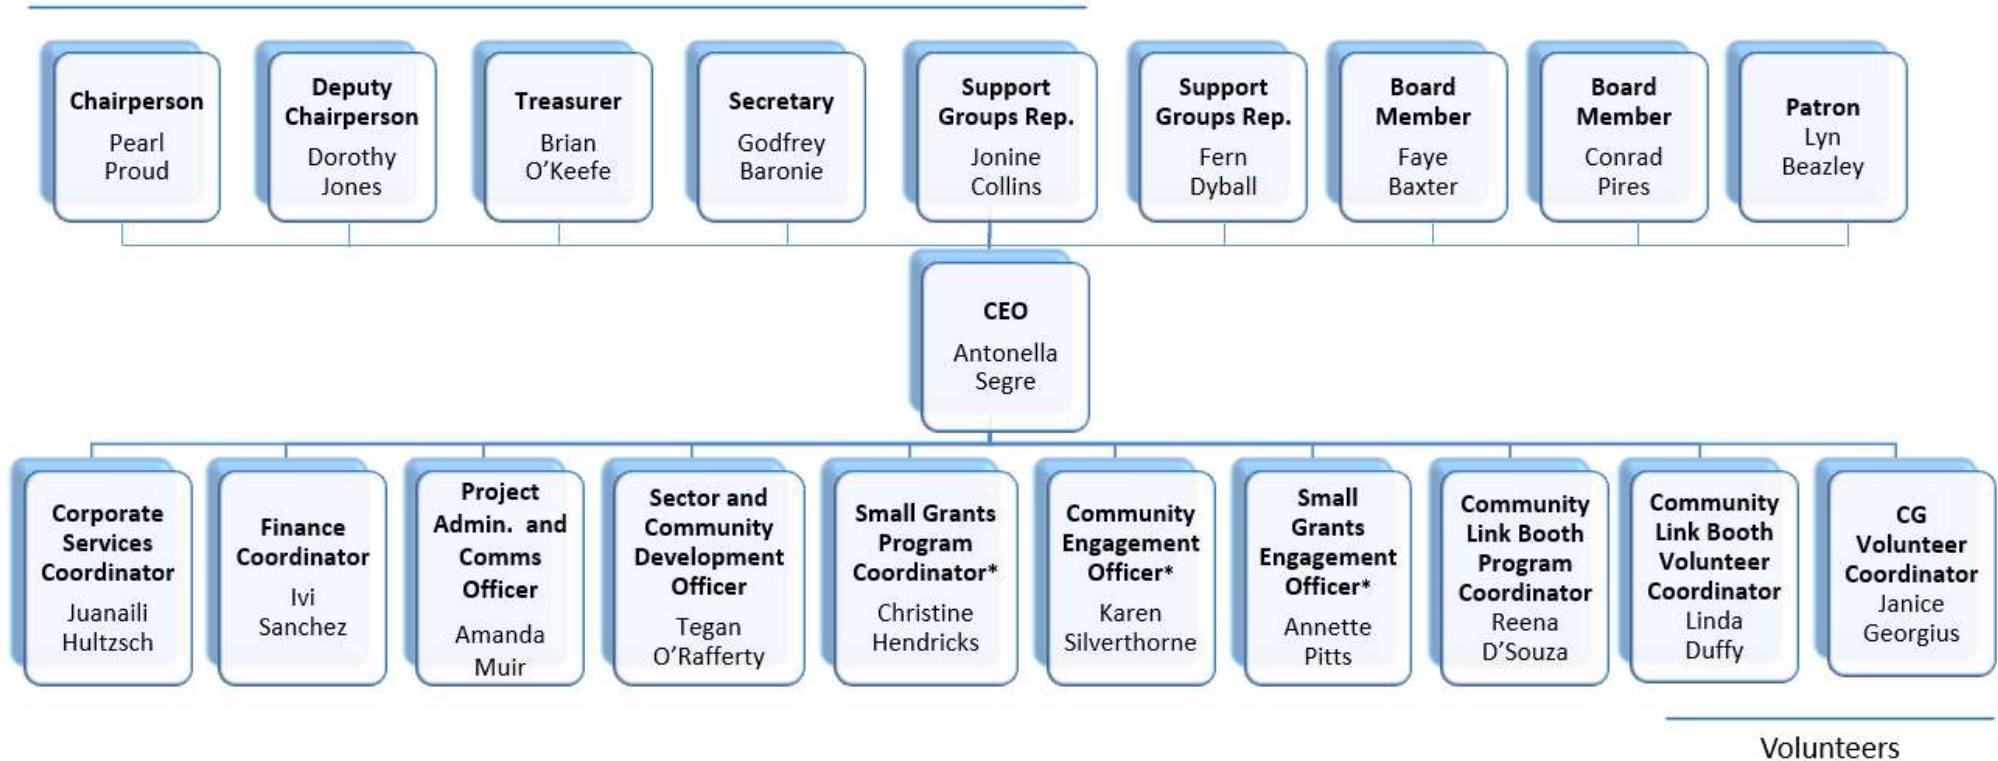 Chairperson
Pearl
Proud
Deputy
Chairperson
Dorothy
Jones
Treasurer
Brian
O’Keefe
Secretary
Godfrey
Baronie
Support
Groups Rep.
Jonine
Collins
Support
Groups Rep.
Fern
Dyball
Board
Member
Faye
Baxter
Board
Member
Conrad
Pires
Patron
Lyn
Beazley
CEO
Antonella
Segre
Corporate
Services
Coordinator
Juanaili
Hultzsch
Finance
Coordinator
Ivi
Sanchez
Project
Admin. and
Comms
Officer
Amanda
Muir
Sector and
Community
Development
Officer
Tegan
O’Rafferty
Small Grants
Program
Coordinator*
Christine
Hendricks
Community
Engagement
Officer*
Karen
Silverthorne
Small
Grants
Engagement
Officer*
Annette
Pitts
Community
Link Booth
Program
Coordinator
Reena
D’Souza
Community
Link Booth
Volunteer
Coordinator
Linda
Duffy
CG
Volunteer
Coordinator
Janice
Georgius
Volunteers